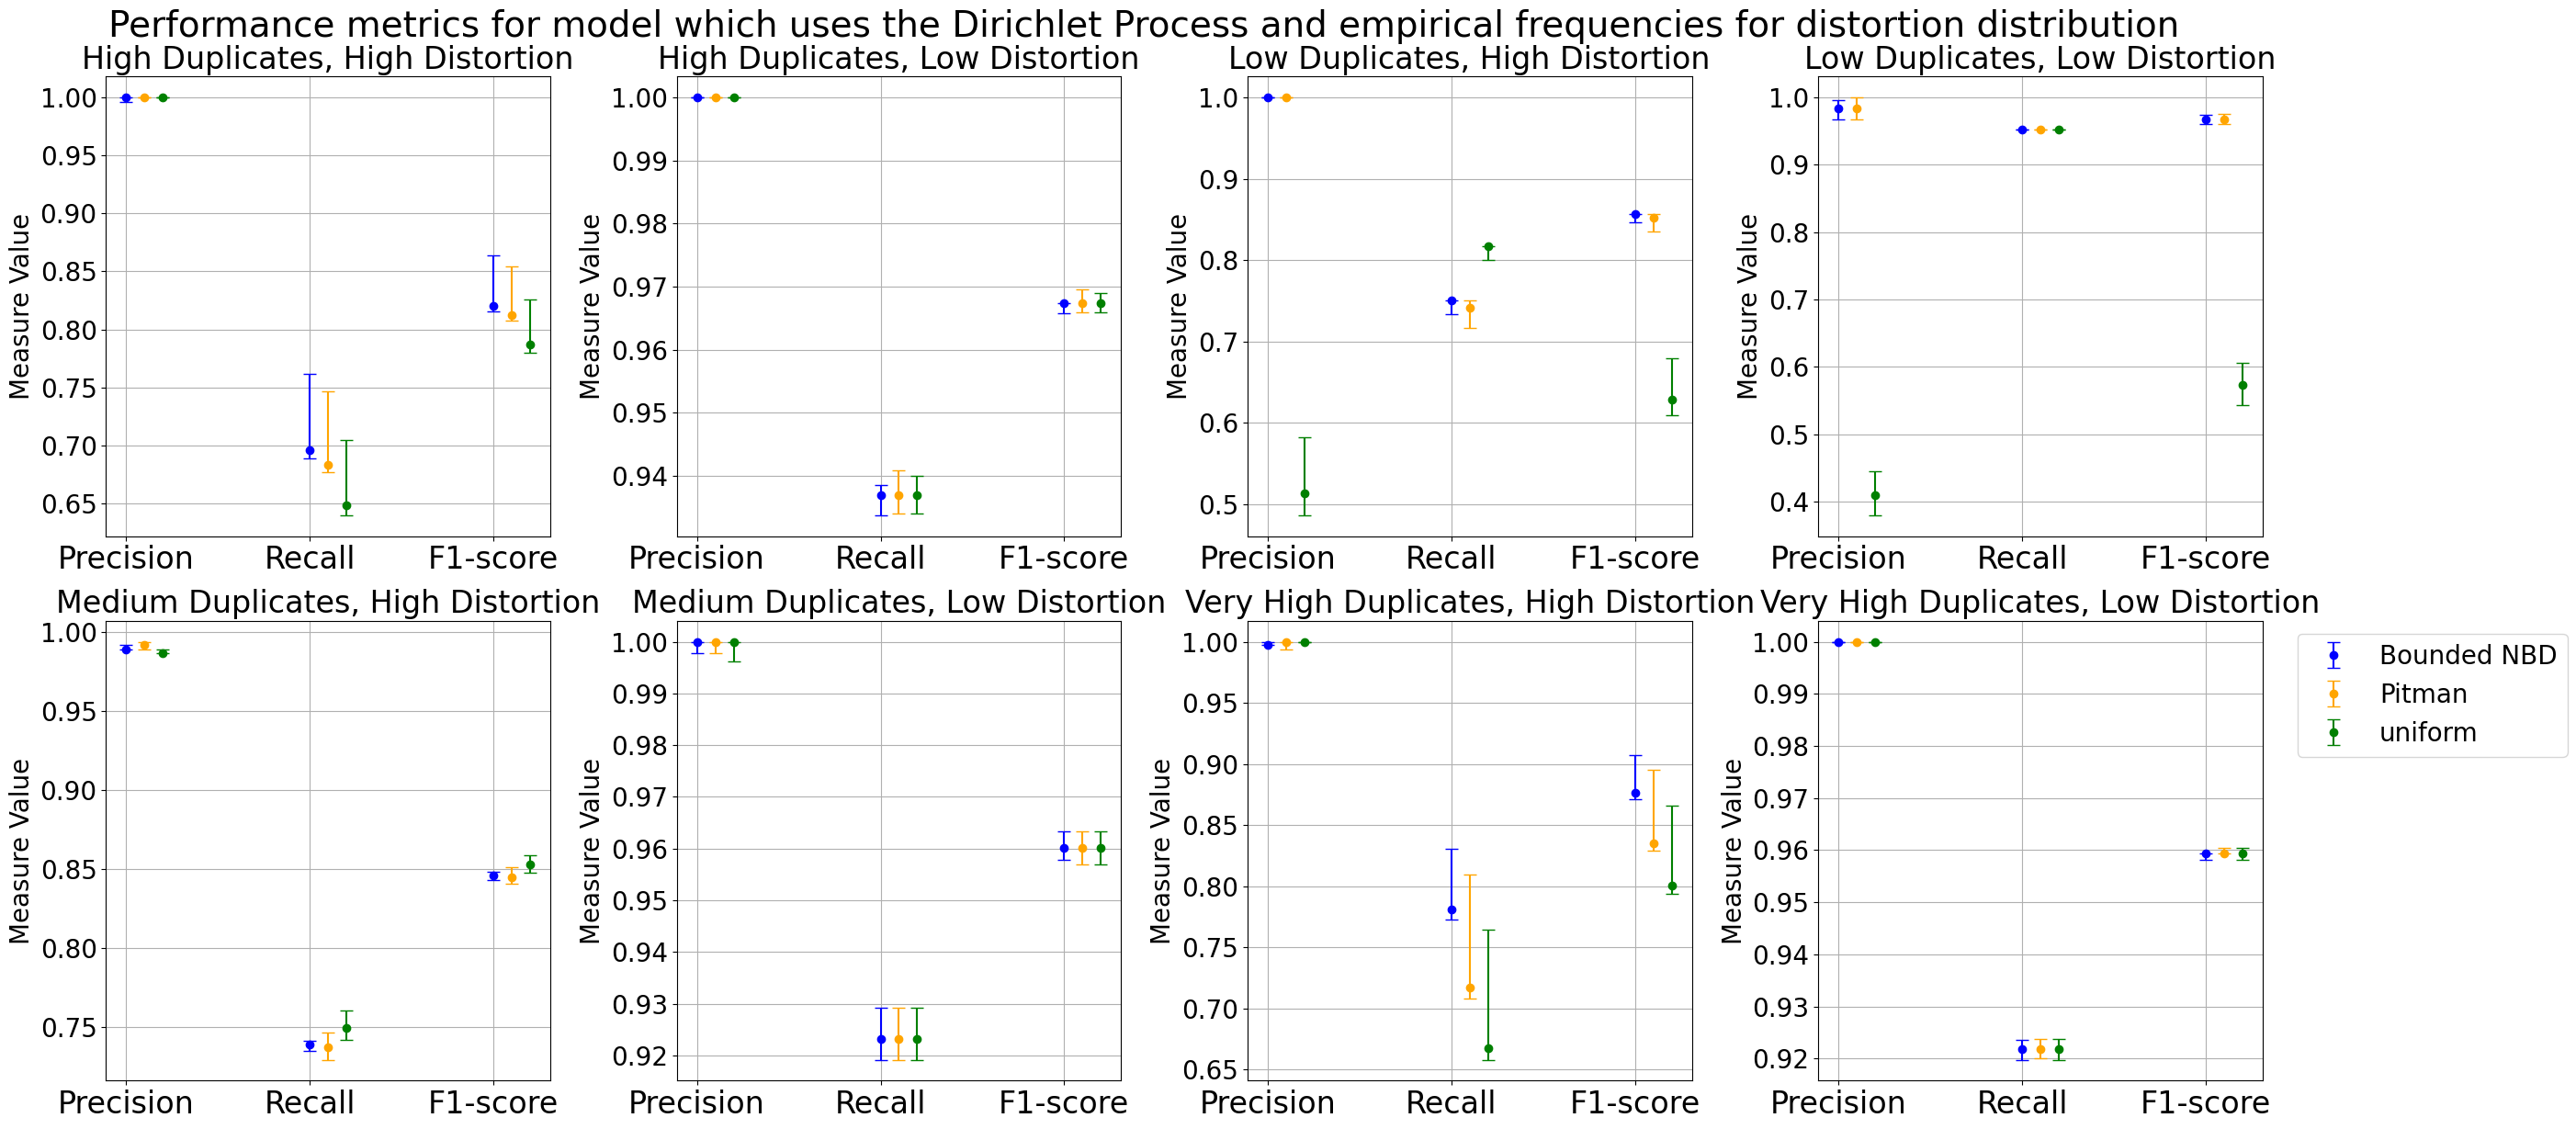 Performance metrics for model which uses the Dirichlet Process and empirical frequencies for distortion distribution
High Duplicates, High Distortion
Measure Value
1.00
0.95
0.90
0.85
0.80
0.75
0.70
0.65
Precision Recall F1-score
High Duplicates, Low Distortion
Measure Value
1.00
0.99
0.98
0.97
0.96
0.95
0.94
Precision Recall F1-score
Low Duplicates, High Distortion
Measure Value
1.0
0.9
0.8
0.7
0.6
0.5
Precision Recall F1-score
Low Duplicates, Low Distortion
Measure Value
1.0
0.9
0.8
0.7
0.6
0.5
0.4
Precision Recall F1-score
Medium Duplicates, High Distortion
Measure Value
1.00
0.95
0.90
0.85
0.80
0.75
Precision Recall F1-score
Medium Duplicates, Low Distortion
Measure Value
1.00
0.99
0.98
0.97
0.96
0.95
0.94
0.93
0.92
Precision Recall F1-score
Very High Duplicates, High Distortion
Measure Value
1.00
0.95
0.90
0.85
0.80
0.75
0.70
0.65
Precision Recall F1-score
Very High Duplicates, Low Distortion
Measure Value
1.00
0.99
0.98
0.97
0.96
0.95
0.94
0.93
0.92
Precision Recall F1-score
Bounded NBD
Pitman
uniform